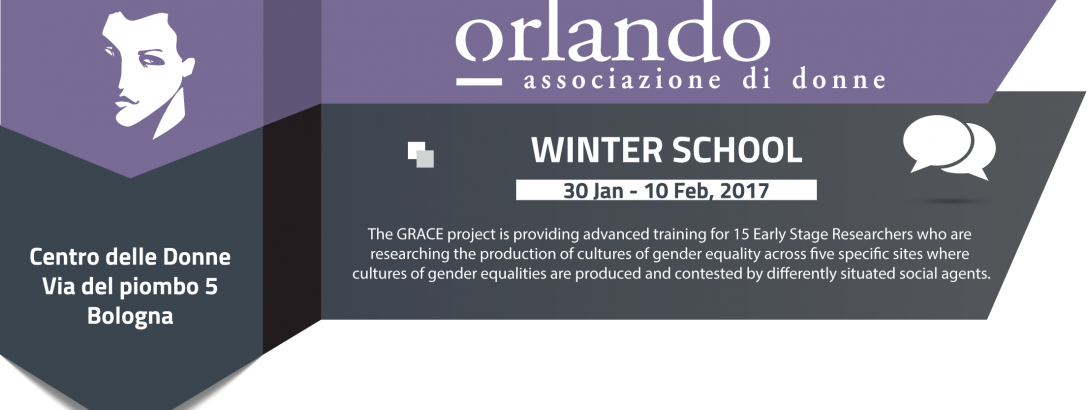 orlando
associazione di donne
WINTER SCHOOL
30 Jan - 10 Feb, 2017
The GRACE project is providing advanced training for 15 Early Stage Researchers who are
researching the production of cultures of gender equality across five specific sites where
cultures of gender equalities are produced and contested by differently situated social agents.
Centro delle Donne
Via del piombo 5
Bologna